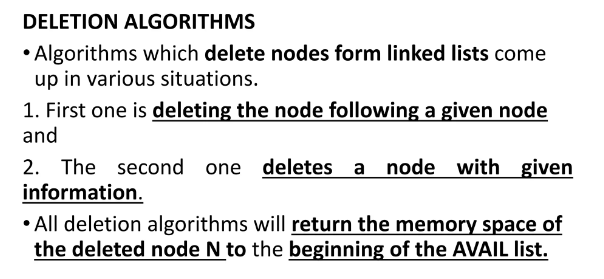 DELETION ALGORITHMS
• Algorithms which delete nodes form linked lists come
up in various situations.
1. First one is deleting the node following a given node
and
2. The second one deletes a node with given
information.
• All deletion algorithms will return the memory space of
the deleted node N to the beginning of the AVAIL list.